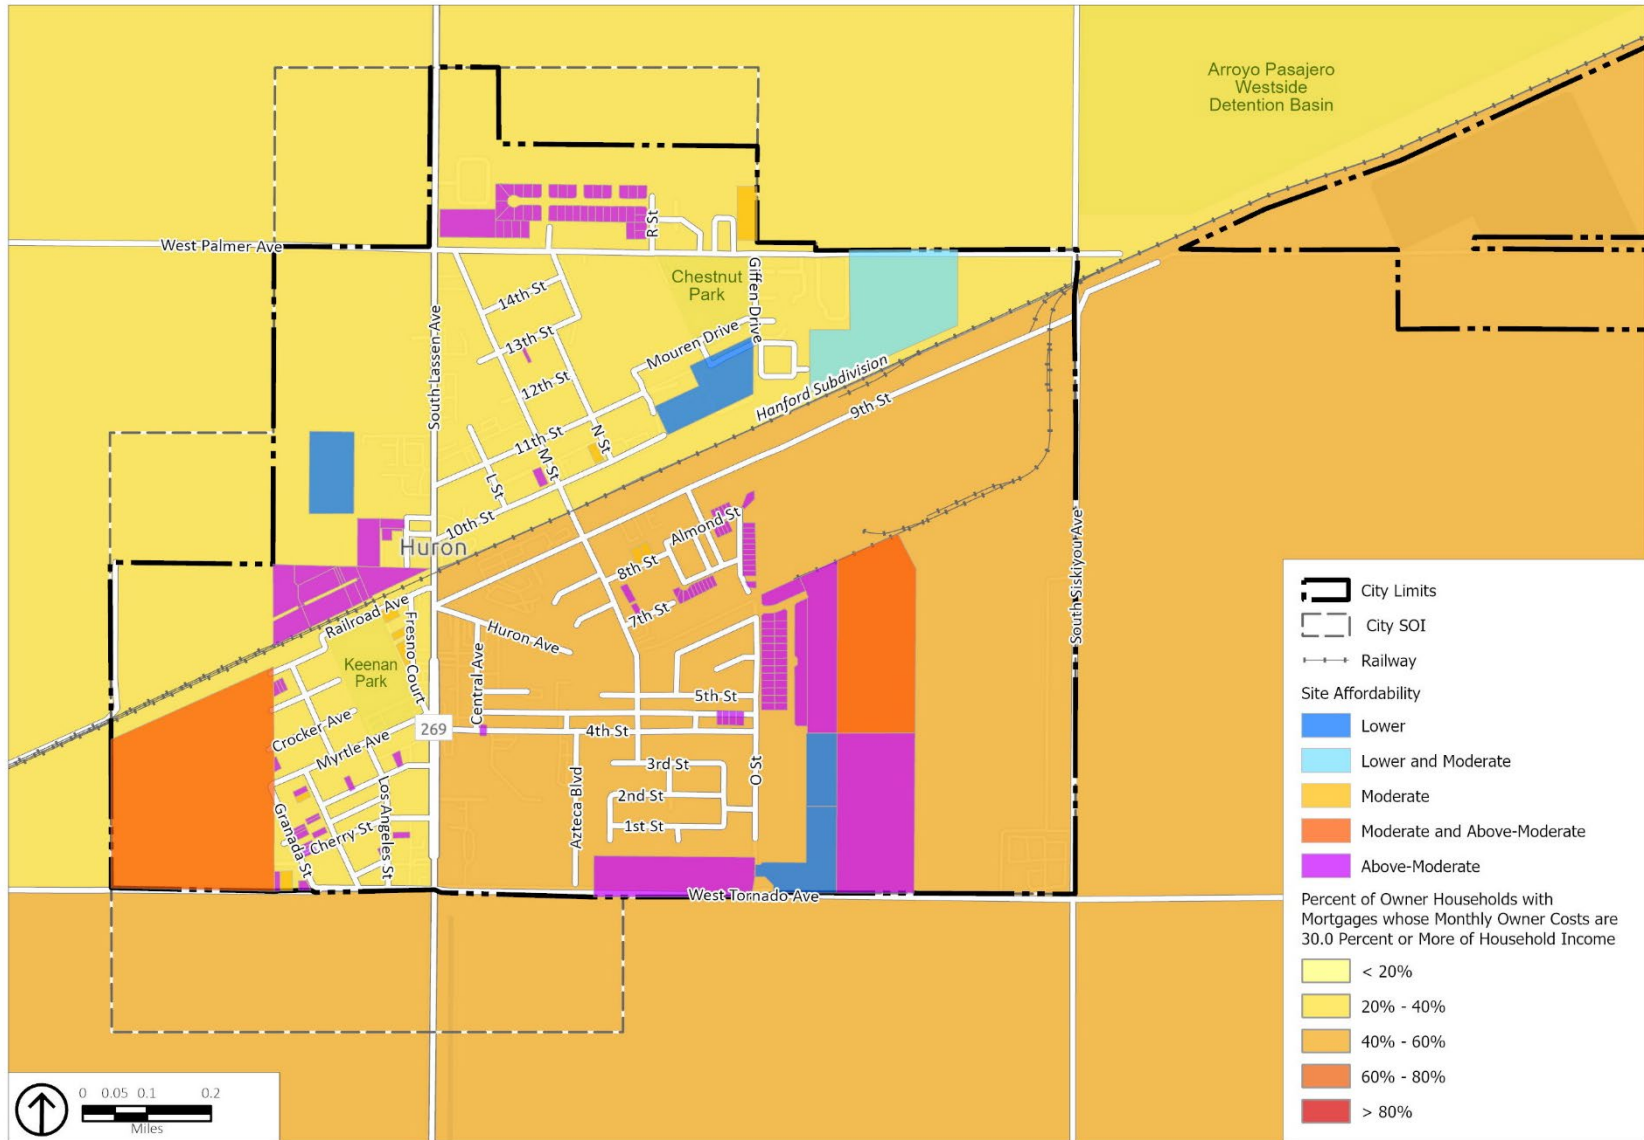 Arroyo Pasajero
Westside
Detention Basin
West Palmer Ave
R St
Chestnut
Park
Giffen Drive
14th St
South Lassen Ave
13th St
Mouren Drive
12th St
Hanford Subdivision
9th St
11th St
N St
M St
L St
10th St
Huron
Almond St
South Siskiyou Ave
8th St
7th St
Railroad Ave
Fresno Court
Huron Ave
Keenan
Park
Central Ave
5th St
Crocker Ave
269
4th St
Myrtle Ave
3rd St
O St
Los Angeles St
Azteca Blvd
2nd St
Granada St
Cherry St
1st St
West Tornado Ave
City Limits
City SOI
Railway
Site Affordability
Lower
Lower and Moderate
Moderate
Moderate and Above-Moderate
Above-Moderate
Percent of Owner Households with
Mortgages whose Monthly Owner Costs are
30.0 Percent or More of Household Income
< 20%
20% - 40%
40% - 60%
60% - 80%
> 80%
0 0.05 0.1 0.2
Miles